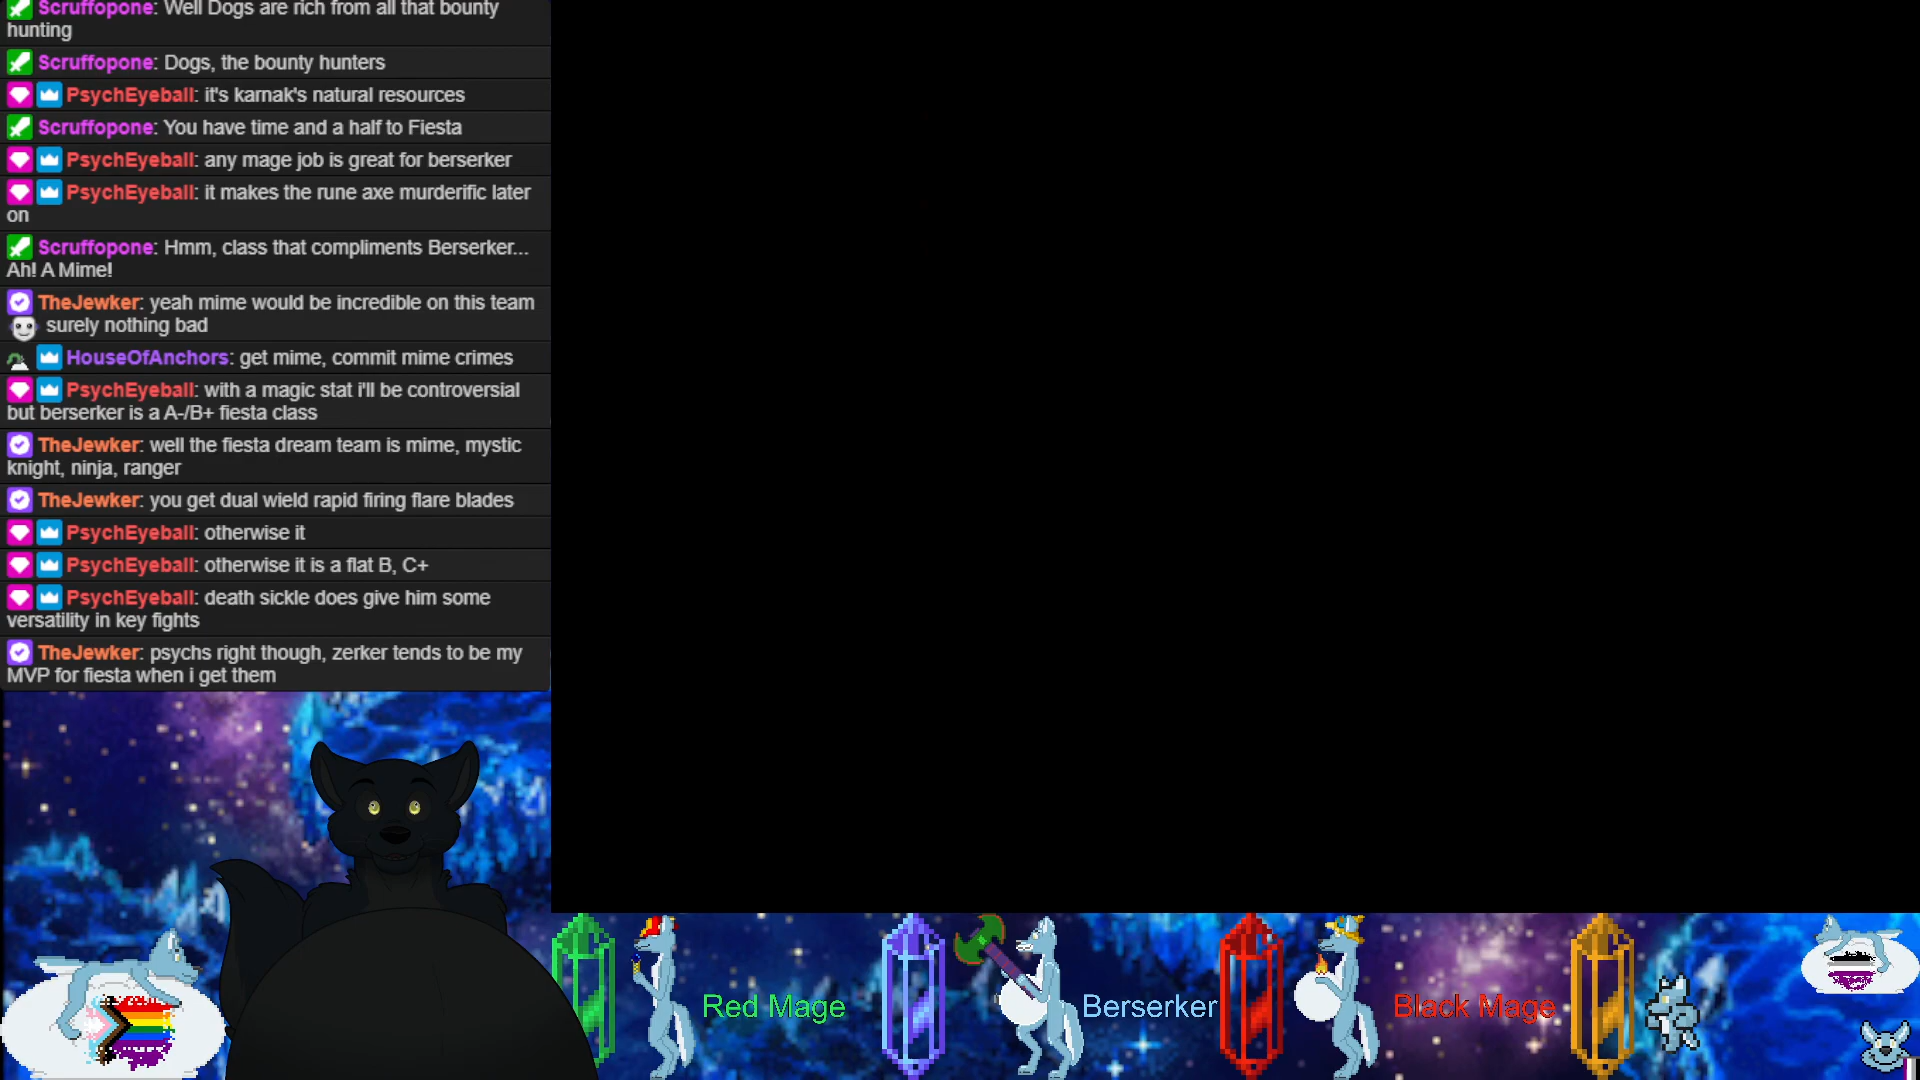 Scruffopone: Well Dogs are rich from all that bounty
hunting
Scruffopone: Dogs, the bounty hunters
PsychEyeball: it's karnak's natural resources
Scruffopone: You have time and a half to Fiesta
PsychEyeball: any mage job is great for berserker
PsychEyeball: it makes the rune axe murderific later
on
Scruffopone: Hmm, class that compliments Berserker...
Ah! A Mime!
TheJewker: yeah mime would be incredible on this team
surely nothing bad
HouseOfAnchors: get mime, commit mime crimes
PsychEyeball: with a magic stat i'll be controversial
but berserker is a A-/B+ fiesta class
TheJewker: well the fiesta dream team is mime, mystic
knight, ninja, ranger
TheJewker: you get dual wield rapid firing flare blades
PsychEyeball: otherwise it
PsychEyeball: otherwise it is a flat B, C+
PsychEyeball: death sickle does give him some
versatility in key fights
TheJewker: psychs right though, zerker tends to be my
MVP for fiesta when i get them
Red Mage
Berserker
Black Mage